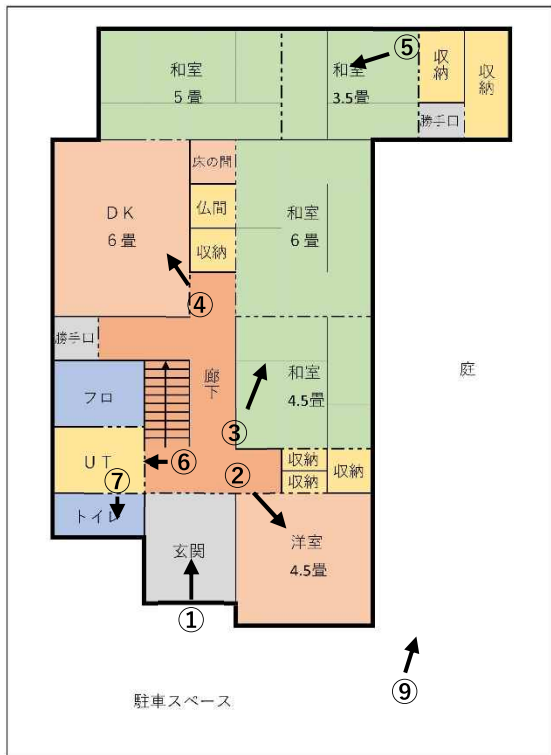 和室
5 畳
和室
3.5畳
⑤
収納
収納
勝手口
床の間
仏間
収納
DK
6 畳
④
和室
6 畳
勝手口
廊下
和室
4.5畳
③
庭
フロ
UT
⑥
②
⑦
トイレ
収納
収納
収納
玄関
①
洋室
4.5畳
⑨
駐車スペース